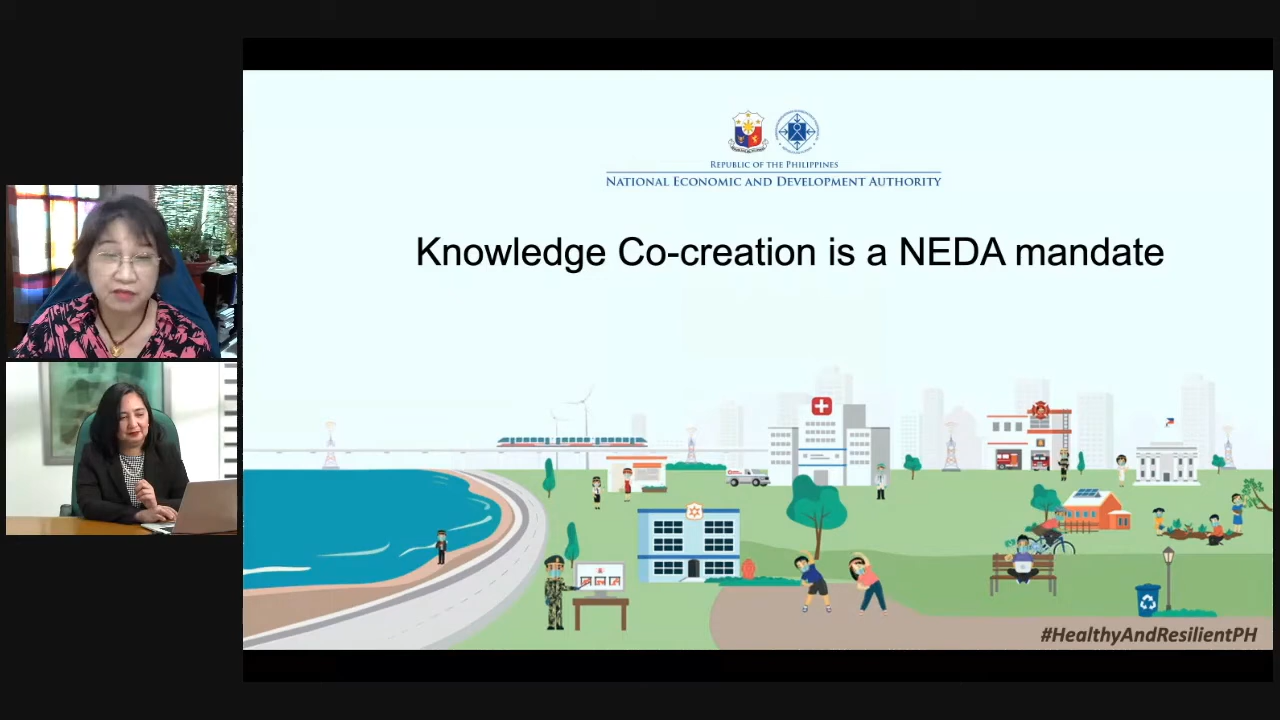 REPUBLIC OF THE PHILIPPINES
NATIONAL ECONOMIC AND DEVELOPMENT AUTHORITY
Knowledge Co-creation is a NEDA mandate
#HealthyAndResilientPH